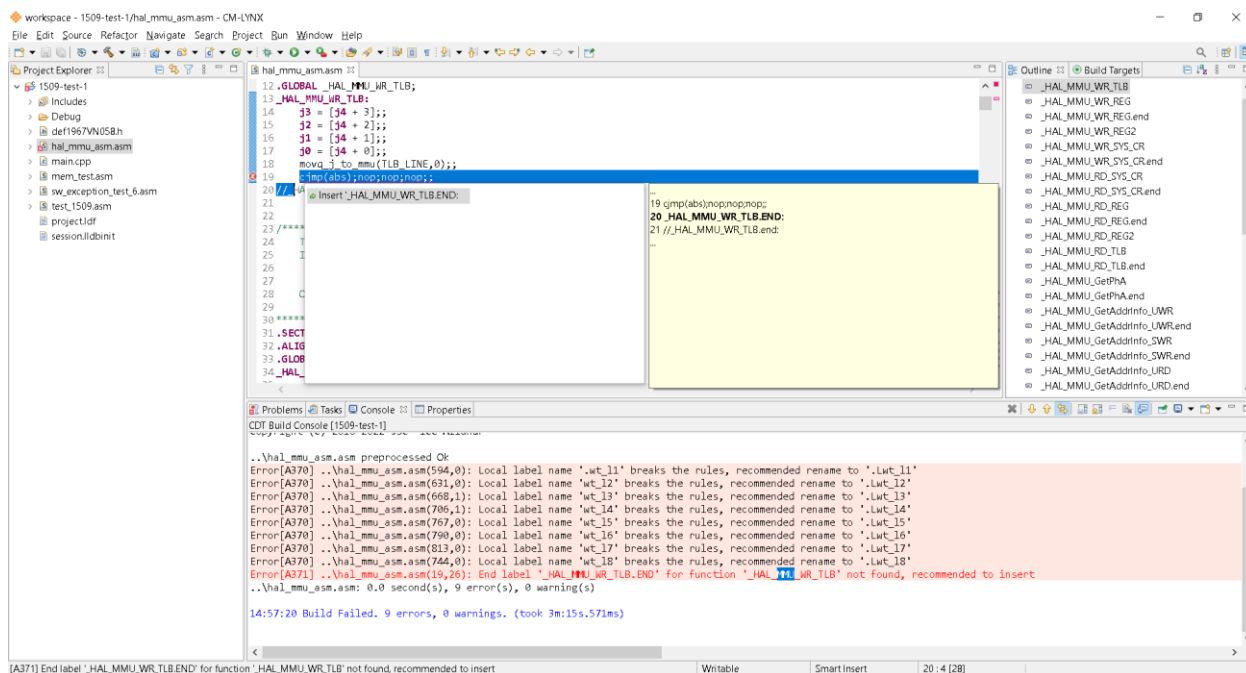 workspace - 1509-test-1/hal_mmu_asm.asm - CM-LYNX
File Edit Source Refactor Navigate Search Project Run Window Help
Project Explorer
1509-test-1
Includes
Debug
def1967VN058.h
hal_mmu_asm.asm
main.cpp
mem_test.asm
sw_exception_test_6.asm
test_1509.asm
project.ldf
session.lldbinit
hal_mmu_asm.asm
12 .GLOBAL _HAL_MMU_WR_TLB;
13 _HAL_MMU_WR_TLB:
14 j3 = [j4 + 3];;
15 j2 = [j4 + 2];;
16 j1 = [j4 + 1];;
17 j0 = [j4 + 0];;
18 movq_j_to_mmu(TLB_LINE,0);;
19 cjmp(abs);nop;nop;nop;;
20 //_HA
21
22
23 /****
24 T
25 I
26
27
28 C
29
30 *****
31 .SECT
32 .ALIG
33 .GLOB
34 _HAL_
Insert '_HAL_MMU_WR_TLB.END:
...
19 cjmp(abs);nop;nop;nop;;
20 _HAL_MMU_WR_TLB.END:
21 //_HAL_MMU_WR_TLB.end:
...
Outline Build Targets
_HAL_MMU_WR_TLB
_HAL_MMU_WR_REG
_HAL_MMU_WR_REG.end
_HAL_MMU_WR_REG2
_HAL_MMU_WR_SYS_CR
_HAL_MMU_WR_SYS_CR.end
_HAL_MMU_RD_SYS_CR
_HAL_MMU_RD_SYS_CR.end
_HAL_MMU_RD_REG
_HAL_MMU_RD_REG.end
_HAL_MMU_RD_REG2
_HAL_MMU_RD_TLB
_HAL_MMU_RD_TLB.end
_HAL_MMU_GetPhA
_HAL_MMU_GetPhA.end
_HAL_MMU_GetAddrInfo_UWR
_HAL_MMU_GetAddrInfo_UWR.end
_HAL_MMU_GetAddrInfo_SWR
_HAL_MMU_GetAddrInfo_SWR.end
_HAL_MMU_GetAddrInfo_URD
_HAL_MMU_GetAddrInfo_URD.end
Problems Tasks Console Properties
CDT Build Console [1509-test-1]
..\hal_mmu_asm.asm preprocessed Ok
Error[A370] ..\hal_mmu_asm.asm(594,0): Local label name '.wt_l1' breaks the rules, recommended rename to '.Lwt_l1'
Error[A370] ..\hal_mmu_asm.asm(631,0): Local label name 'wt_l2' breaks the rules, recommended rename to '.Lwt_l2'
Error[A370] ..\hal_mmu_asm.asm(668,1): Local label name 'wt_l3' breaks the rules, recommended rename to '.Lwt_l3'
Error[A370] ..\hal_mmu_asm.asm(706,1): Local label name 'wt_l4' breaks the rules, recommended rename to '.Lwt_l4'
Error[A370] ..\hal_mmu_asm.asm(767,0): Local label name 'wt_l5' breaks the rules, recommended rename to '.Lwt_l5'
Error[A370] ..\hal_mmu_asm.asm(790,0): Local label name 'wt_l6' breaks the rules, recommended rename to '.Lwt_l6'
Error[A370] ..\hal_mmu_asm.asm(813,0): Local label name 'wt_l7' breaks the rules, recommended rename to '.Lwt_l7'
Error[A370] ..\hal_mmu_asm.asm(744,0): Local label name 'wt_l8' breaks the rules, recommended rename to '.Lwt_l8'
Error[A371] ..\hal_mmu_asm.asm(19,26): End label '_HAL_MMU_WR_TLB.END' for function '_HAL_MMU_WR_TLB' not found, recommended to insert
..\hal_mmu_asm.asm: 0.0 second(s), 9 error(s), 0 warning(s)
14:57:20 Build Failed. 9 errors, 0 warnings. (took 3m:15s.571ms)
[A371] End label '_HAL_MMU_WR_TLB.END' for function '_HAL_MMU_WR_TLB' not found, recommended to insert
Writable
Smart Insert
20 : 4 [28]